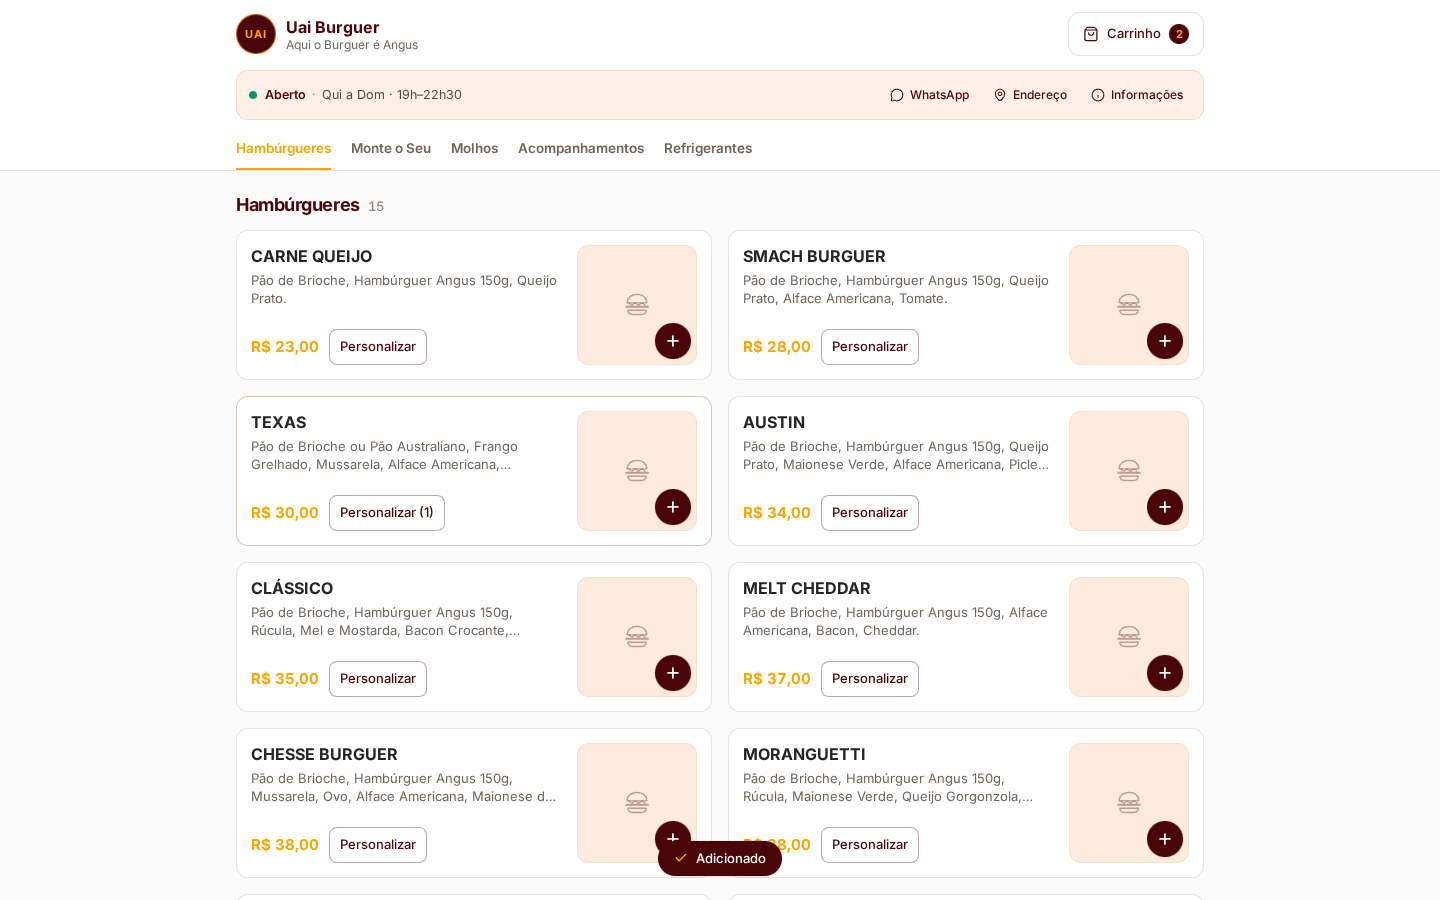 UAI
Uai Burguer
Aqui o Burguer é Angus
Carrinho 2
Aberto · Qui a Dom · 19h–22h30
WhatsApp
Endereço
Informações
Hambúrgueres
Monte o Seu
Molhos
Acompanhamentos
Refrigerantes
Hambúrgueres 15
CARNE QUEIJO
Pão de Brioche, Hambúrguer Angus 150g, Queijo
Prato.
R$ 23,00
Personalizar
SMACH BURGUER
Pão de Brioche, Hambúrguer Angus 150g, Queijo
Prato, Alface Americana, Tomate.
R$ 28,00
Personalizar
TEXAS
Pão de Brioche ou Pão Australiano, Frango
Grelhado, Mussarela, Alface Americana,...
R$ 30,00
Personalizar (1)
AUSTIN
Pão de Brioche, Hambúrguer Angus 150g, Queijo
Prato, Maionese Verde, Alface Americana, Picle...
R$ 34,00
Personalizar
CLÁSSICO
Pão de Brioche, Hambúrguer Angus 150g,
Rúcula, Mel e Mostarda, Bacon Crocante,...
R$ 35,00
Personalizar
MELT CHEDDAR
Pão de Brioche, Hambúrguer Angus 150g, Alface
Americana, Bacon, Cheddar.
R$ 37,00
Personalizar
CHESSE BURGUER
Pão de Brioche, Hambúrguer Angus 150g,
Mussarela, Ovo, Alface Americana, Maionese d...
R$ 38,00
Personalizar
MORANGUETTI
Pão de Brioche, Hambúrguer Angus 150g,
Rúcula, Maionese Verde, Queijo Gorgonzola,...
8,00
Personalizar
Adicionado